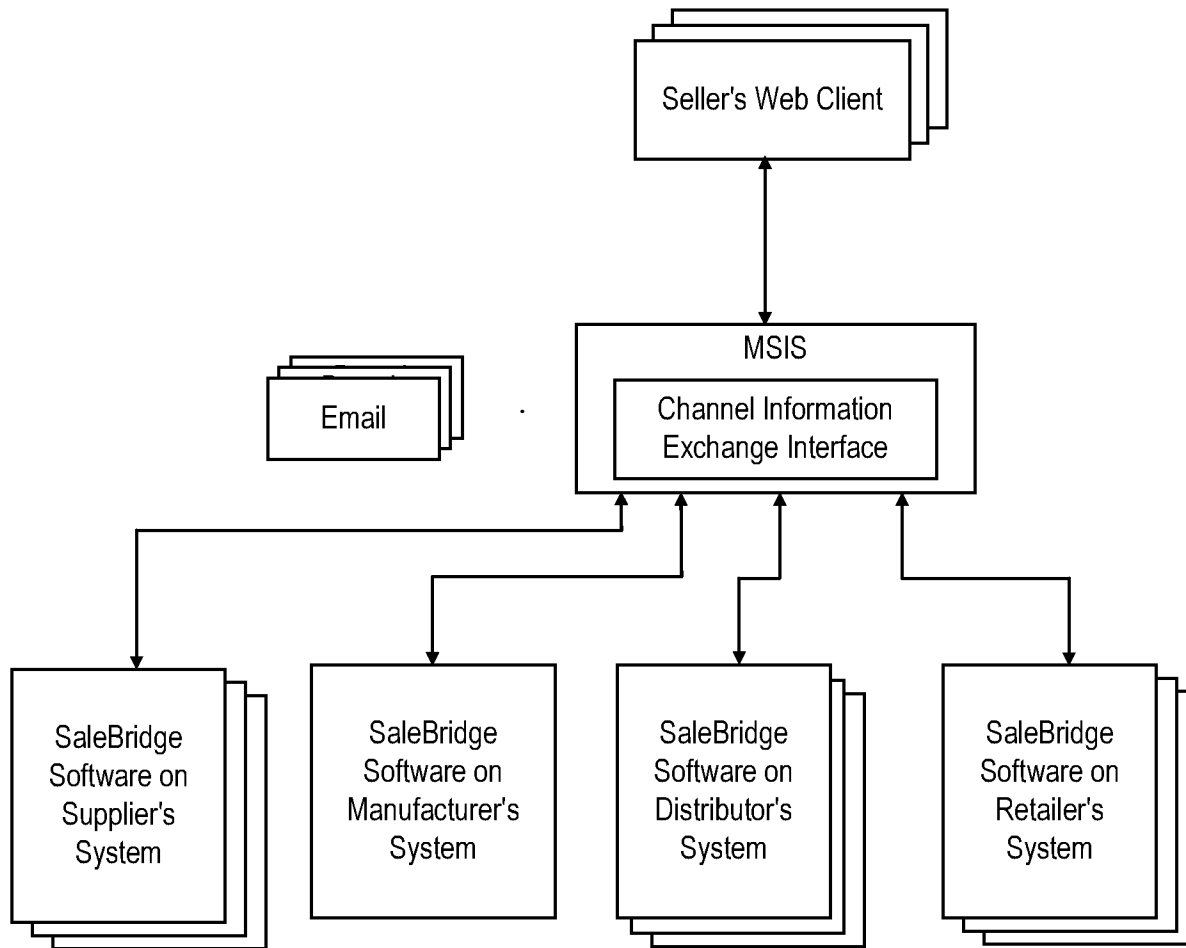 Seller's Web Client
MSIS
Channel Information
Exchange Interface
Email
SaleBridge
Software on
Supplier's
System
SaleBridge
Software on
Manufacturer's
System
SaleBridge
Software on
Distributor's
System
SaleBridge
Software on
Retailer's
System